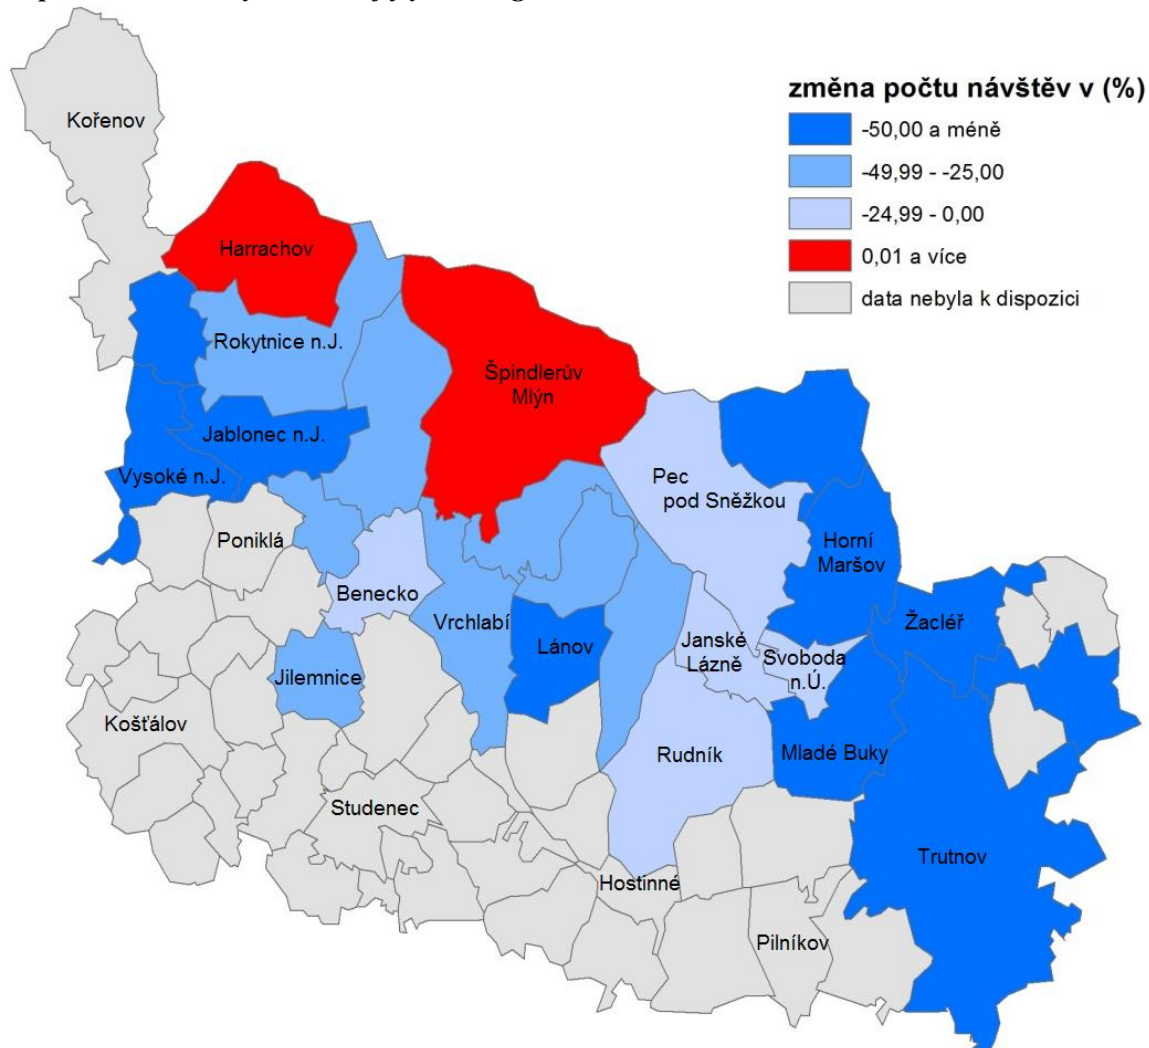 změna počtu návštěv v (%)
-50,00 a méně
-49,99 - -25,00
-24,99 - 0,00
0,01 a více
data nebyla k dispozici
Kořenov
Harrachov
Rokytnice n.J.
Špindlerův
Mlýn
Jablonec n.J.
Vysoké n.J.
Pec
pod Sněžkou
Poniklá
Horní
Maršov
Benecko
Vrchlabí
Lánov
Janské
Lázně
Svoboda
n.Ú.
Žacléř
Jilemnice
Košťálov
Rudník
Mladé Buky
Studenec
Trutnov
Hostinné
Pilníkov